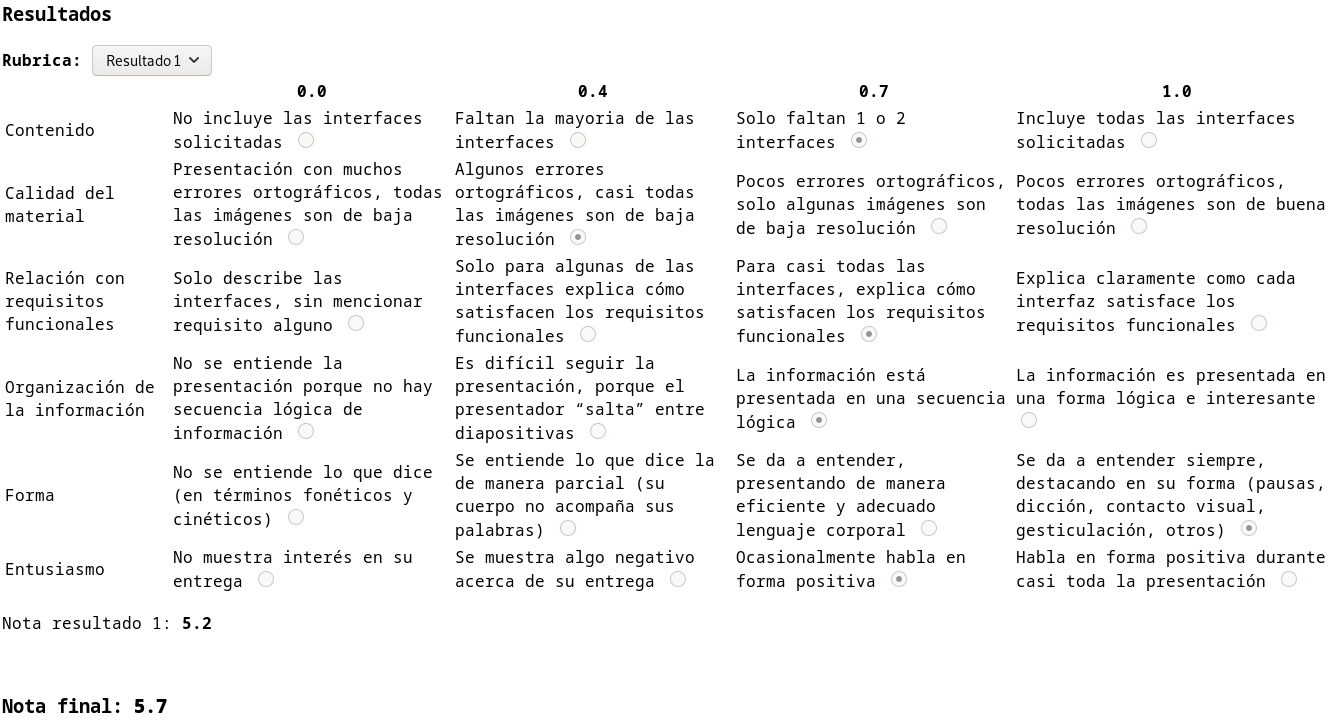 Resultados
Rubrica: Resultado 1
0.0 0.4 0.7 1.0
Contenido
No incluye las interfaces
solicitadas
Faltan la mayoria de las
interfaces
Solo faltan 1 o 2
interfaces
Incluye todas las interfaces
solicitadas
Calidad del
material
Presentación con muchos
errores ortográficos, todas
las imágenes son de baja
resolución
Algunos errores
ortográficos, casi todas
las imágenes son de baja
resolución
Pocos errores ortográficos,
solo algunas imágenes son
de baja resolución
Pocos errores ortográficos,
todas las imágenes son de buena
resolución
Relación con
requisitos
funcionales
Solo describe las
interfaces, sin mencionar
requisito alguno
Solo para algunas de las
interfaces explica cómo
satisfacen los requisitos
funcionales
Para casi todas las
interfaces, explica cómo
satisfacen los requisitos
funcionales
Explica claramente como cada
interfaz satisface los
requisitos funcionales
Organización de
la información
No se entiende la
presentación porque no hay
secuencia lógica de
información
Es difícil seguir la
presentación, porque el
presentador “salta” entre
diapositivas
La información está
presentada en una secuencia
lógica
La información es presentada en
una forma lógica e interesante
Forma
No se entiende lo que dice
(en términos fonéticos y
cinéticos)
Se entiende lo que dice la
de manera parcial (su
cuerpo no acompaña sus
palabras)
Se da a entender,
presentando de manera
eficiente y adecuado
lenguaje corporal
Se da a entender siempre,
destacando en su forma (pausas,
dicción, contacto visual,
gesticulación, otros)
Entusiasmo
No muestra interés en su
entrega
Se muestra algo negativo
acerca de su entrega
Ocasionalmente habla en
forma positiva
Habla en forma positiva durante
casi toda la presentación
Nota resultado 1: 5.2
Nota final: 5.7